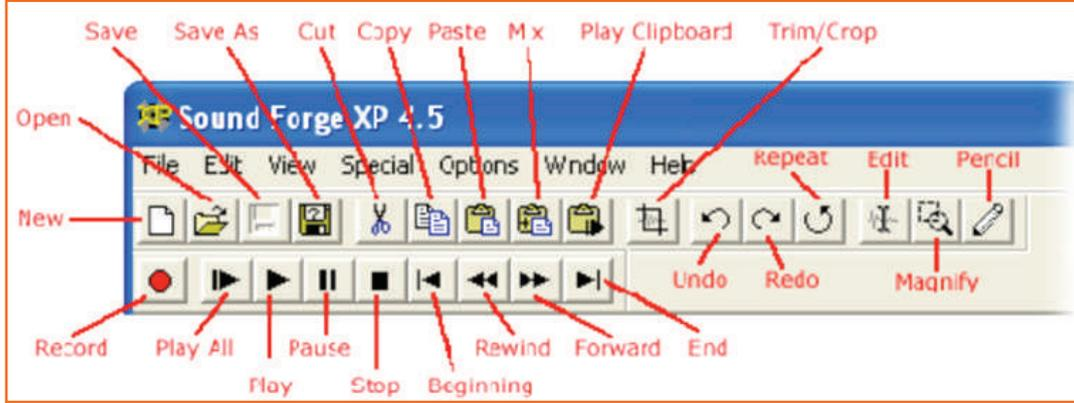 Save Save As Cut Copy Paste Mix Play Clipboard Trim/Crop
Open
Sound Forge XP 4.5
File Edit View Special Options Window Help
Repeat Edit Pencil
New
Undo Redo Magnify
Record Play All Pause Rewind Forward End
Play Stop Beginning